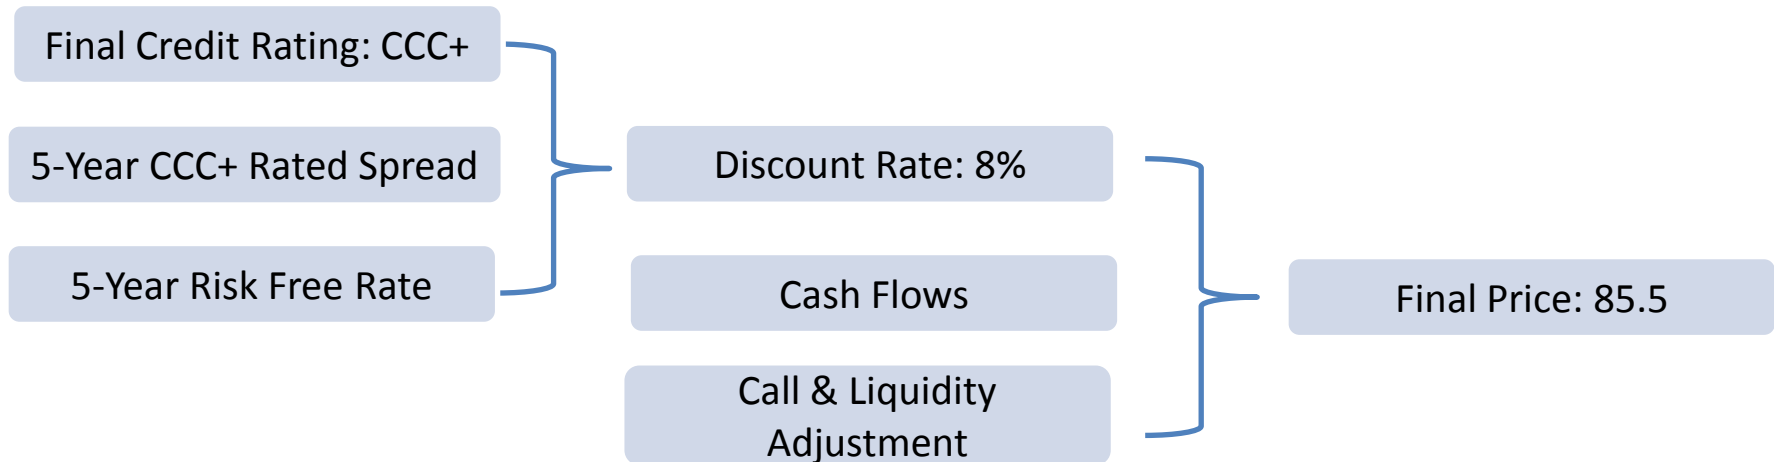 Final Credit Rating: CCC+
5-Year CCC+ Rated Spread
5-Year Risk Free Rate
Discount Rate: 8%
Cash Flows
Call & Liquidity
Adjustment
Final Price: 85.5